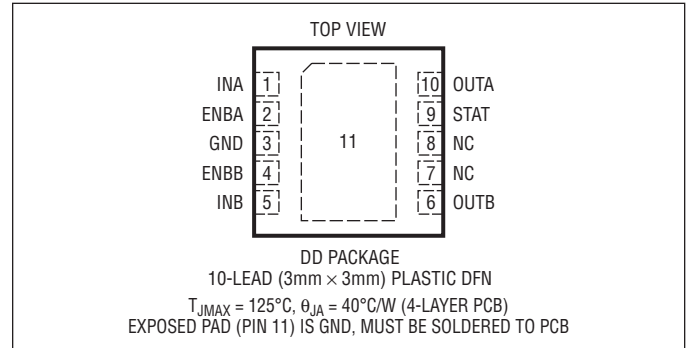 TOP VIEW
INA 1 10 OUTA
ENBA 2 9 STAT
GND 3 11 8 NC
ENBB 4 7 NC
INB 5 6 OUTB
DD PACKAGE
10-LEAD (3mm × 3mm) PLASTIC DFN
TJMAX = 125°C, θJA = 40°C/W (4-LAYER PCB)
EXPOSED PAD (PIN 11) IS GND, MUST BE SOLDERED TO PCB